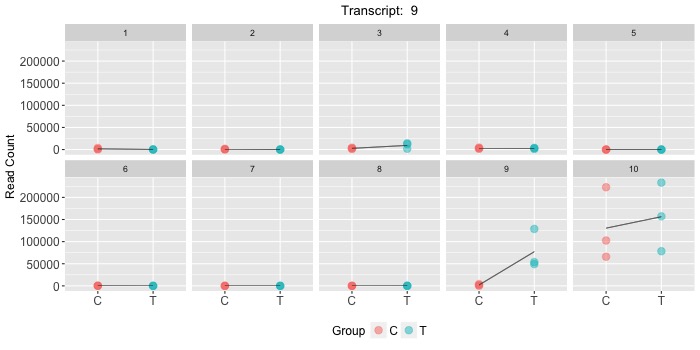 Transcript: 9
Read Count
1 2 3 4 5
200000
150000
100000
50000
0
6 7 8 9 10
200000
150000
100000
50000
0
C T C T C T C T C T
Group C T